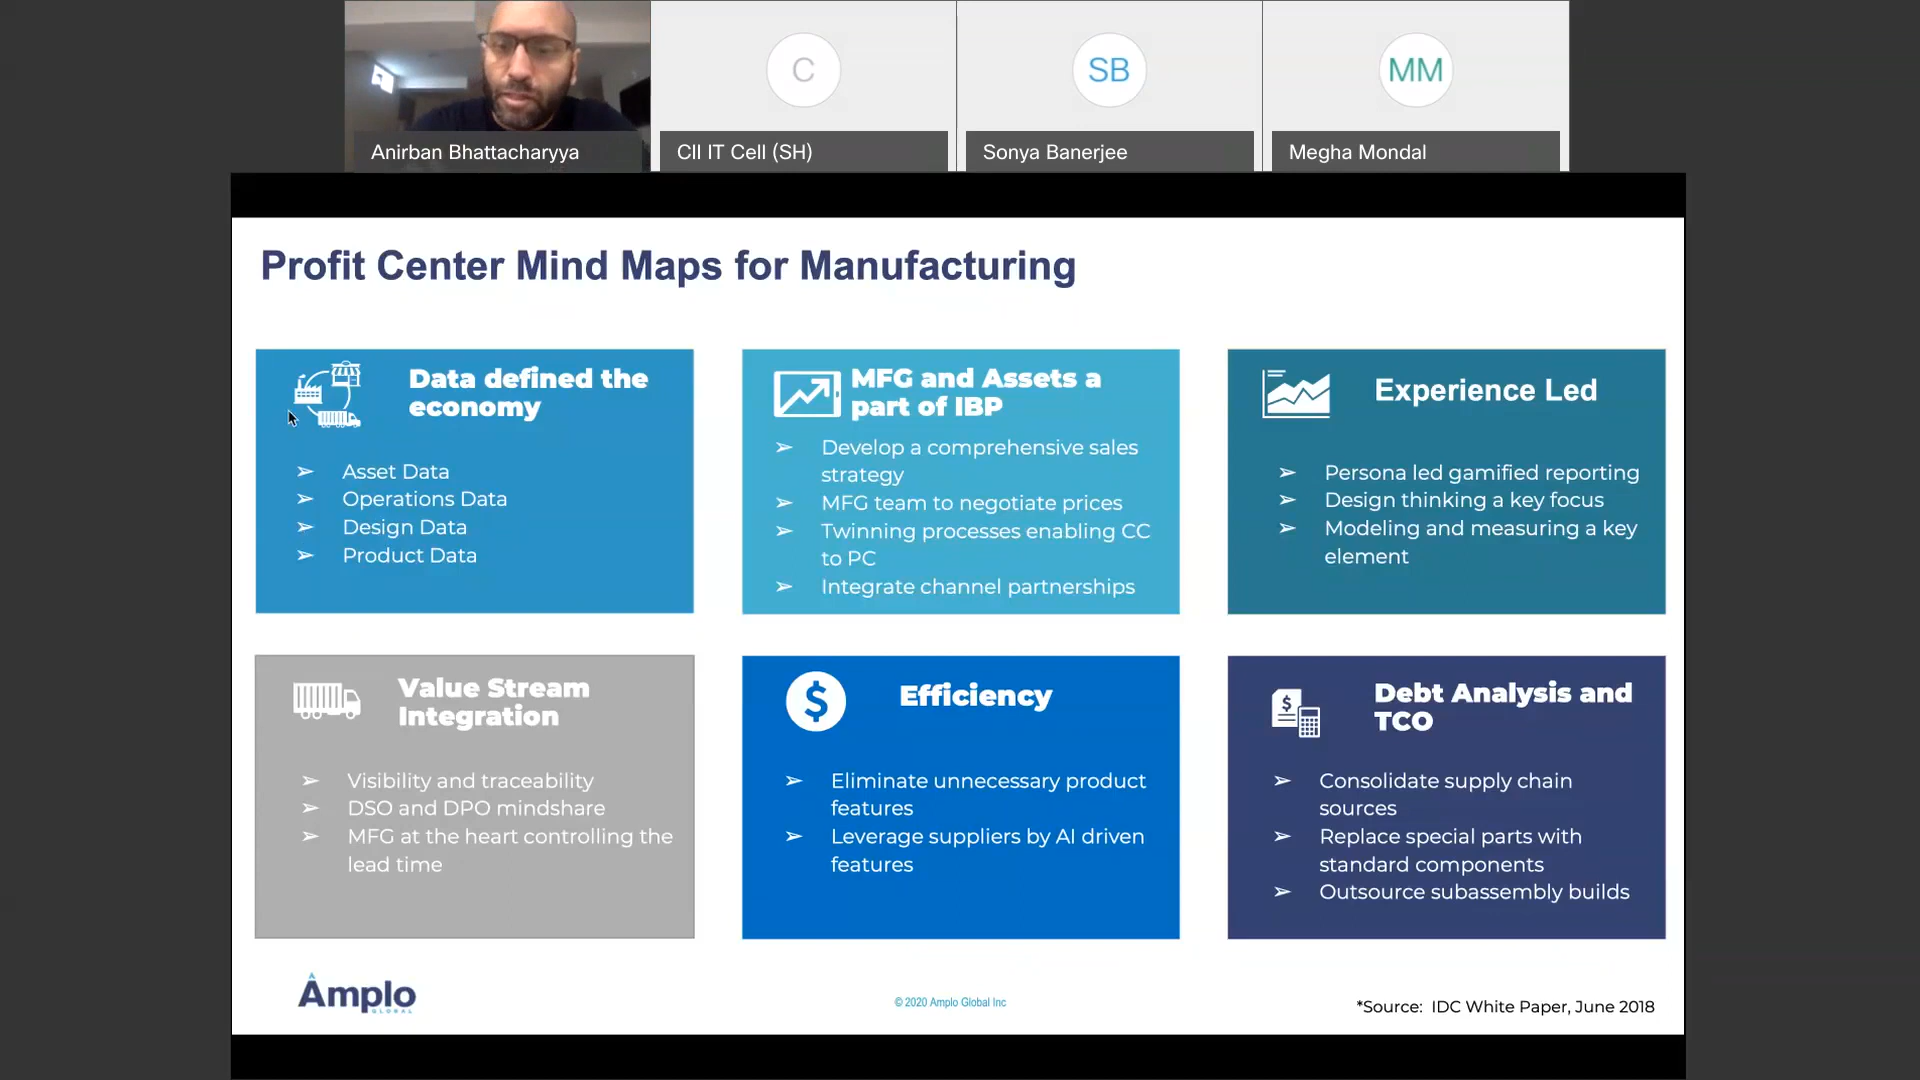 C
SB
MM
Anirban Bhattacharyya
CII IT Cell (SH)
Sonya Banerjee
Megha Mondal
Profit Center Mind Maps for Manufacturing
Data defined the
economy
➢ Asset Data
➢ Operations Data
➢ Design Data
➢ Product Data
MFG and Assets a
part of IBP
➢ Develop a comprehensive sales
strategy
➢ MFG team to negotiate prices
➢ Twinning processes enabling CC
to PC
➢ Integrate channel partnerships
Experience Led
➢ Persona led gamified reporting
➢ Design thinking a key focus
➢ Modeling and measuring a key
element
Value Stream
Integration
➢ Visibility and traceability
➢ DSO and DPO mindshare
➢ MFG at the heart controlling the
lead time
$
Efficiency
➢ Eliminate unnecessary product
features
➢ Leverage suppliers by AI driven
features
$
Debt Analysis and
TCO
➢ Consolidate supply chain
sources
➢ Replace special parts with
standard components
➢ Outsource subassembly builds
Amplo
GLOBAL
© 2020 Amplo Global Inc
*Source: IDC White Paper, June 2018